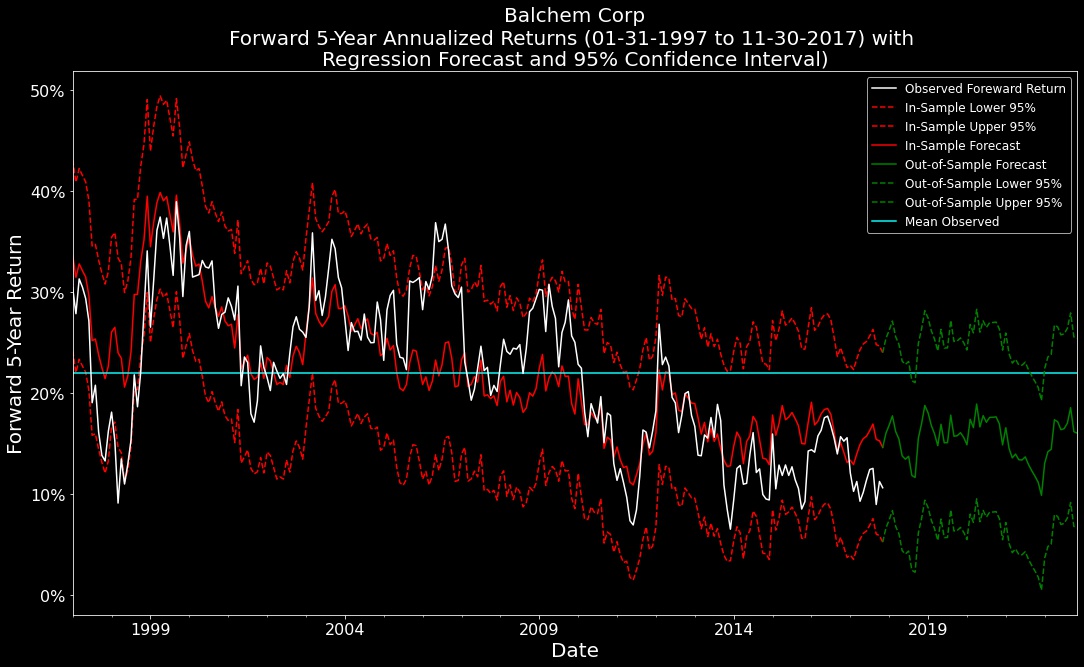 Balchem Corp
Forward 5-Year Annualized Returns (01-31-1997 to 11-30-2017) with
Regression Forecast and 95% Confidence Interval)
Observed Foreward Return
In-Sample Lower 95%
In-Sample Upper 95%
In-Sample Forecast
Out-of-Sample Forecast
Out-of-Sample Lower 95%
Out-of-Sample Upper 95%
Mean Observed
Forward 5-Year Return
50%
40%
30%
20%
10%
0%
1999
2004
2009
2014
2019
Date